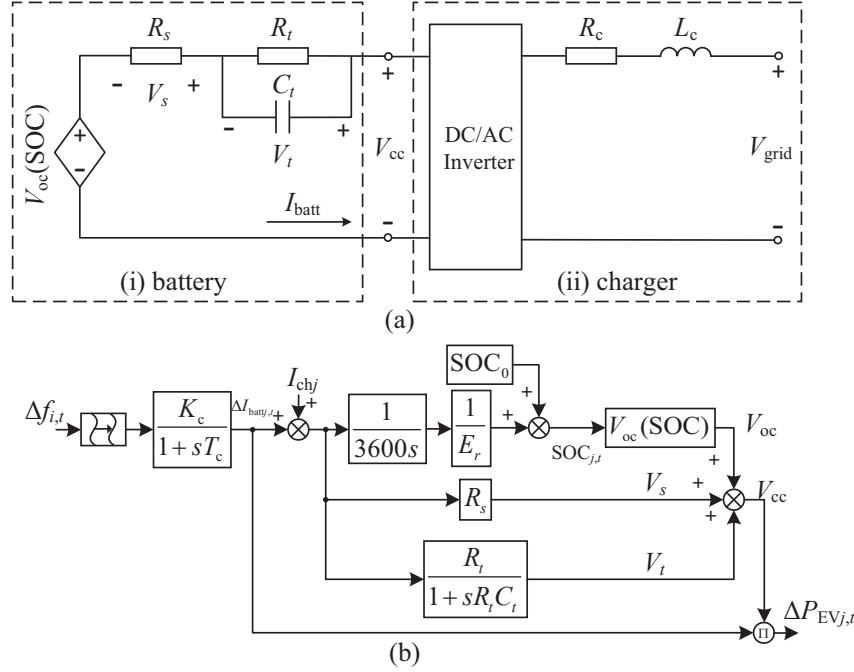 R_s R_t R_c L_c
- + + +
V_s C_t
- +
V_oc(SOC) + - V_t V_cc DC/AC Inverter V_grid
I_batt - -
(i) battery (ii) charger
(a)
SOC_0
I_chj + +
Δf_i,t K_c / 1+sT_c ΔI_battj,t + 1 / 3600s 1 / E_r + SOC_j,t V_oc(SOC) V_oc
+
R_s V_s + V_cc
+
R_t / 1+sR_tC_t V_t
Π ΔP_EVj,t
(b)